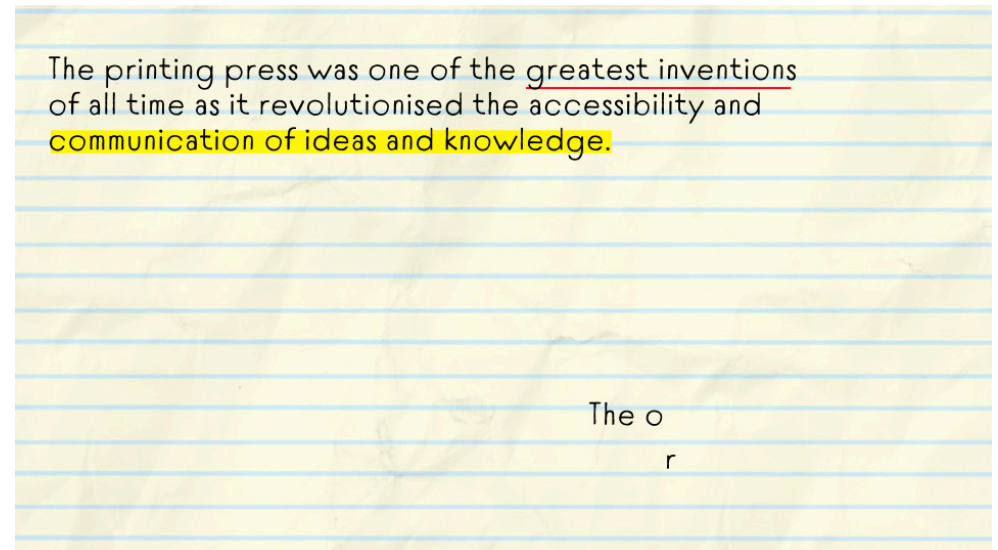 The printing press was one of the greatest inventions
of all time as it revolutionised the accessibility and
communication of ideas and knowledge.
The o
r